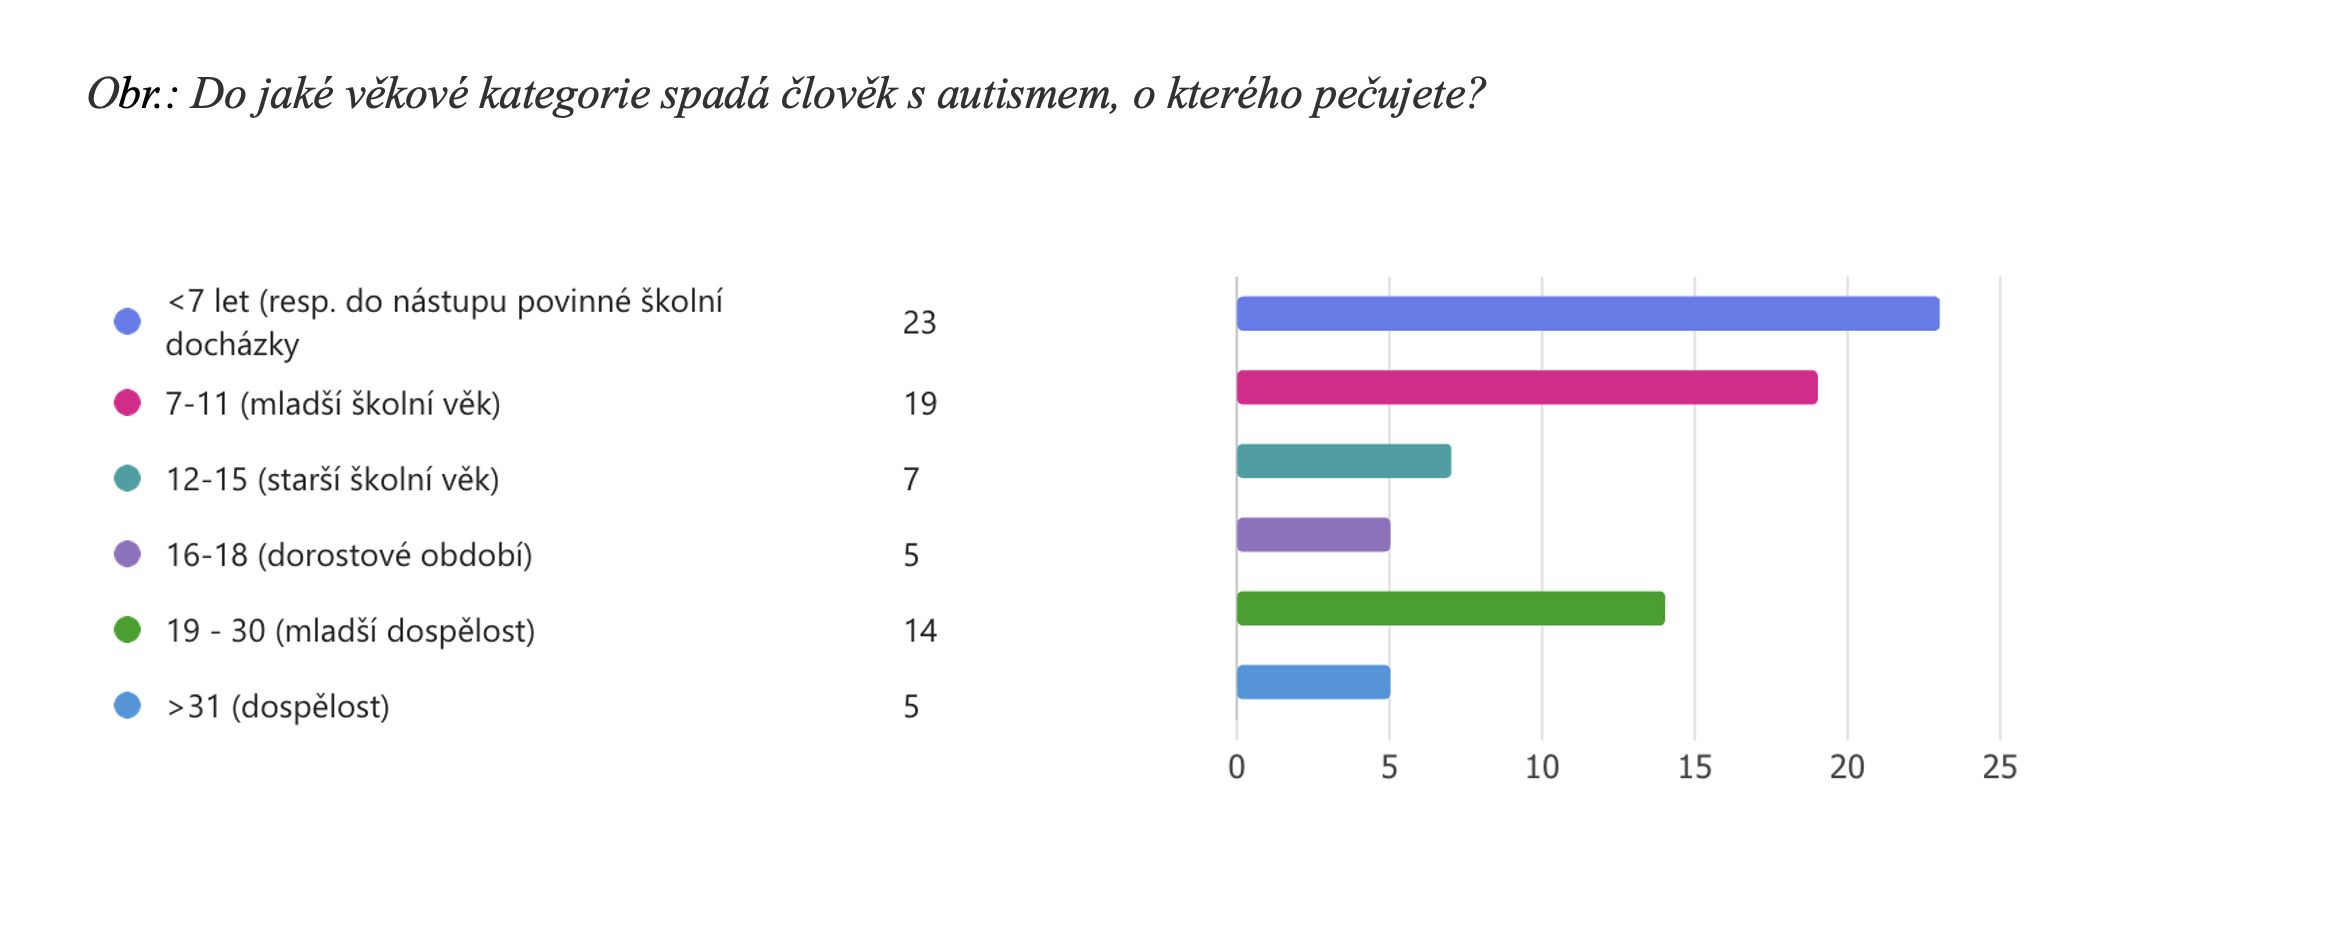 Obr.: Do jaké věkové kategorie spadá člověk s autismem, o kterého pečujete?
<7 let (resp. do nástupu povinné školní
docházky
23
7-11 (mladší školní věk)
19
12-15 (starší školní věk)
7
16-18 (dorostové období)
5
19 - 30 (mladší dospělost)
14
>31 (dospělost)
5
0 5 10 15 20 25